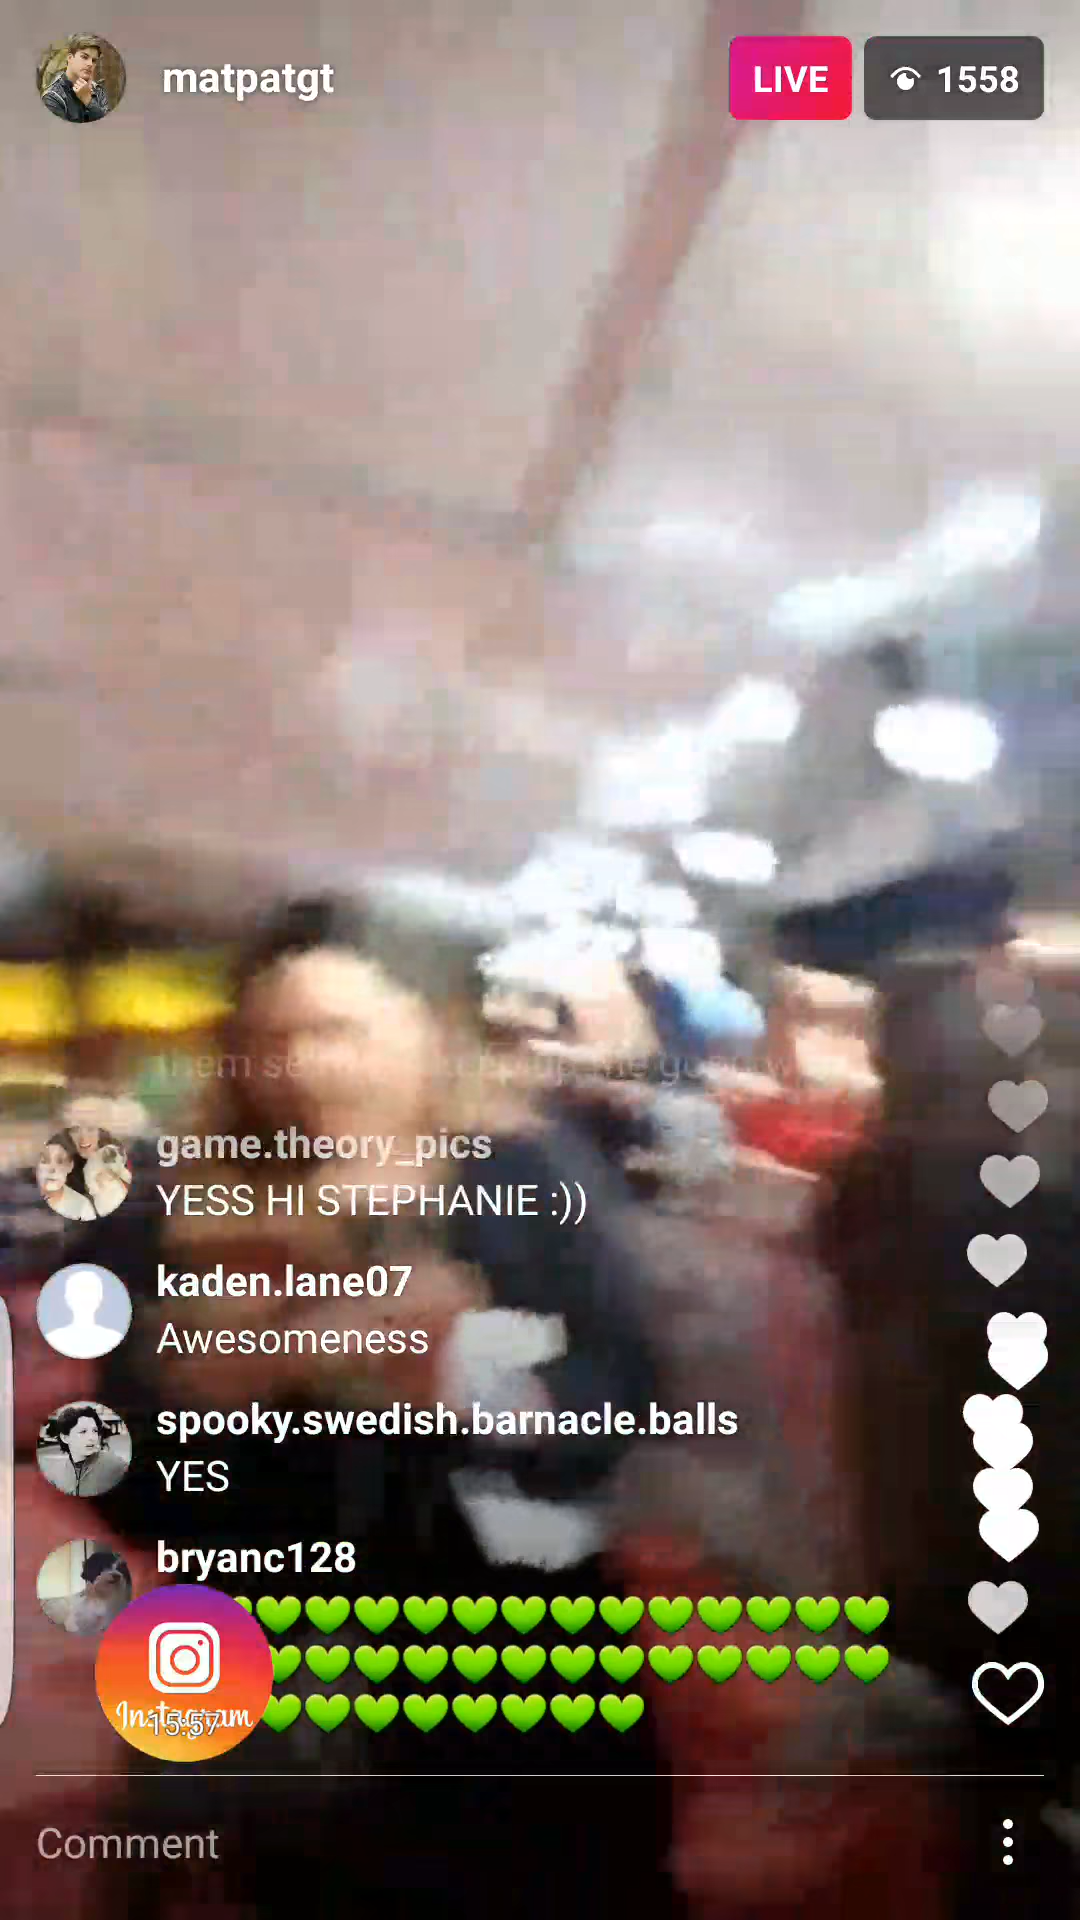 matpatgt
LIVE
1558
game.theory_pics
YESS HI STEPHANIE :))
kaden.lane07
Awesomeness
spooky.swedish.barnacle.balls
YES
bryanc128
💚💚💚💚💚💚💚💚💚💚💚💚💚💚
💚💚💚💚💚💚💚💚💚💚💚💚💚
💚💚💚💚💚💚💚💚
Instagram
15:57
Comment